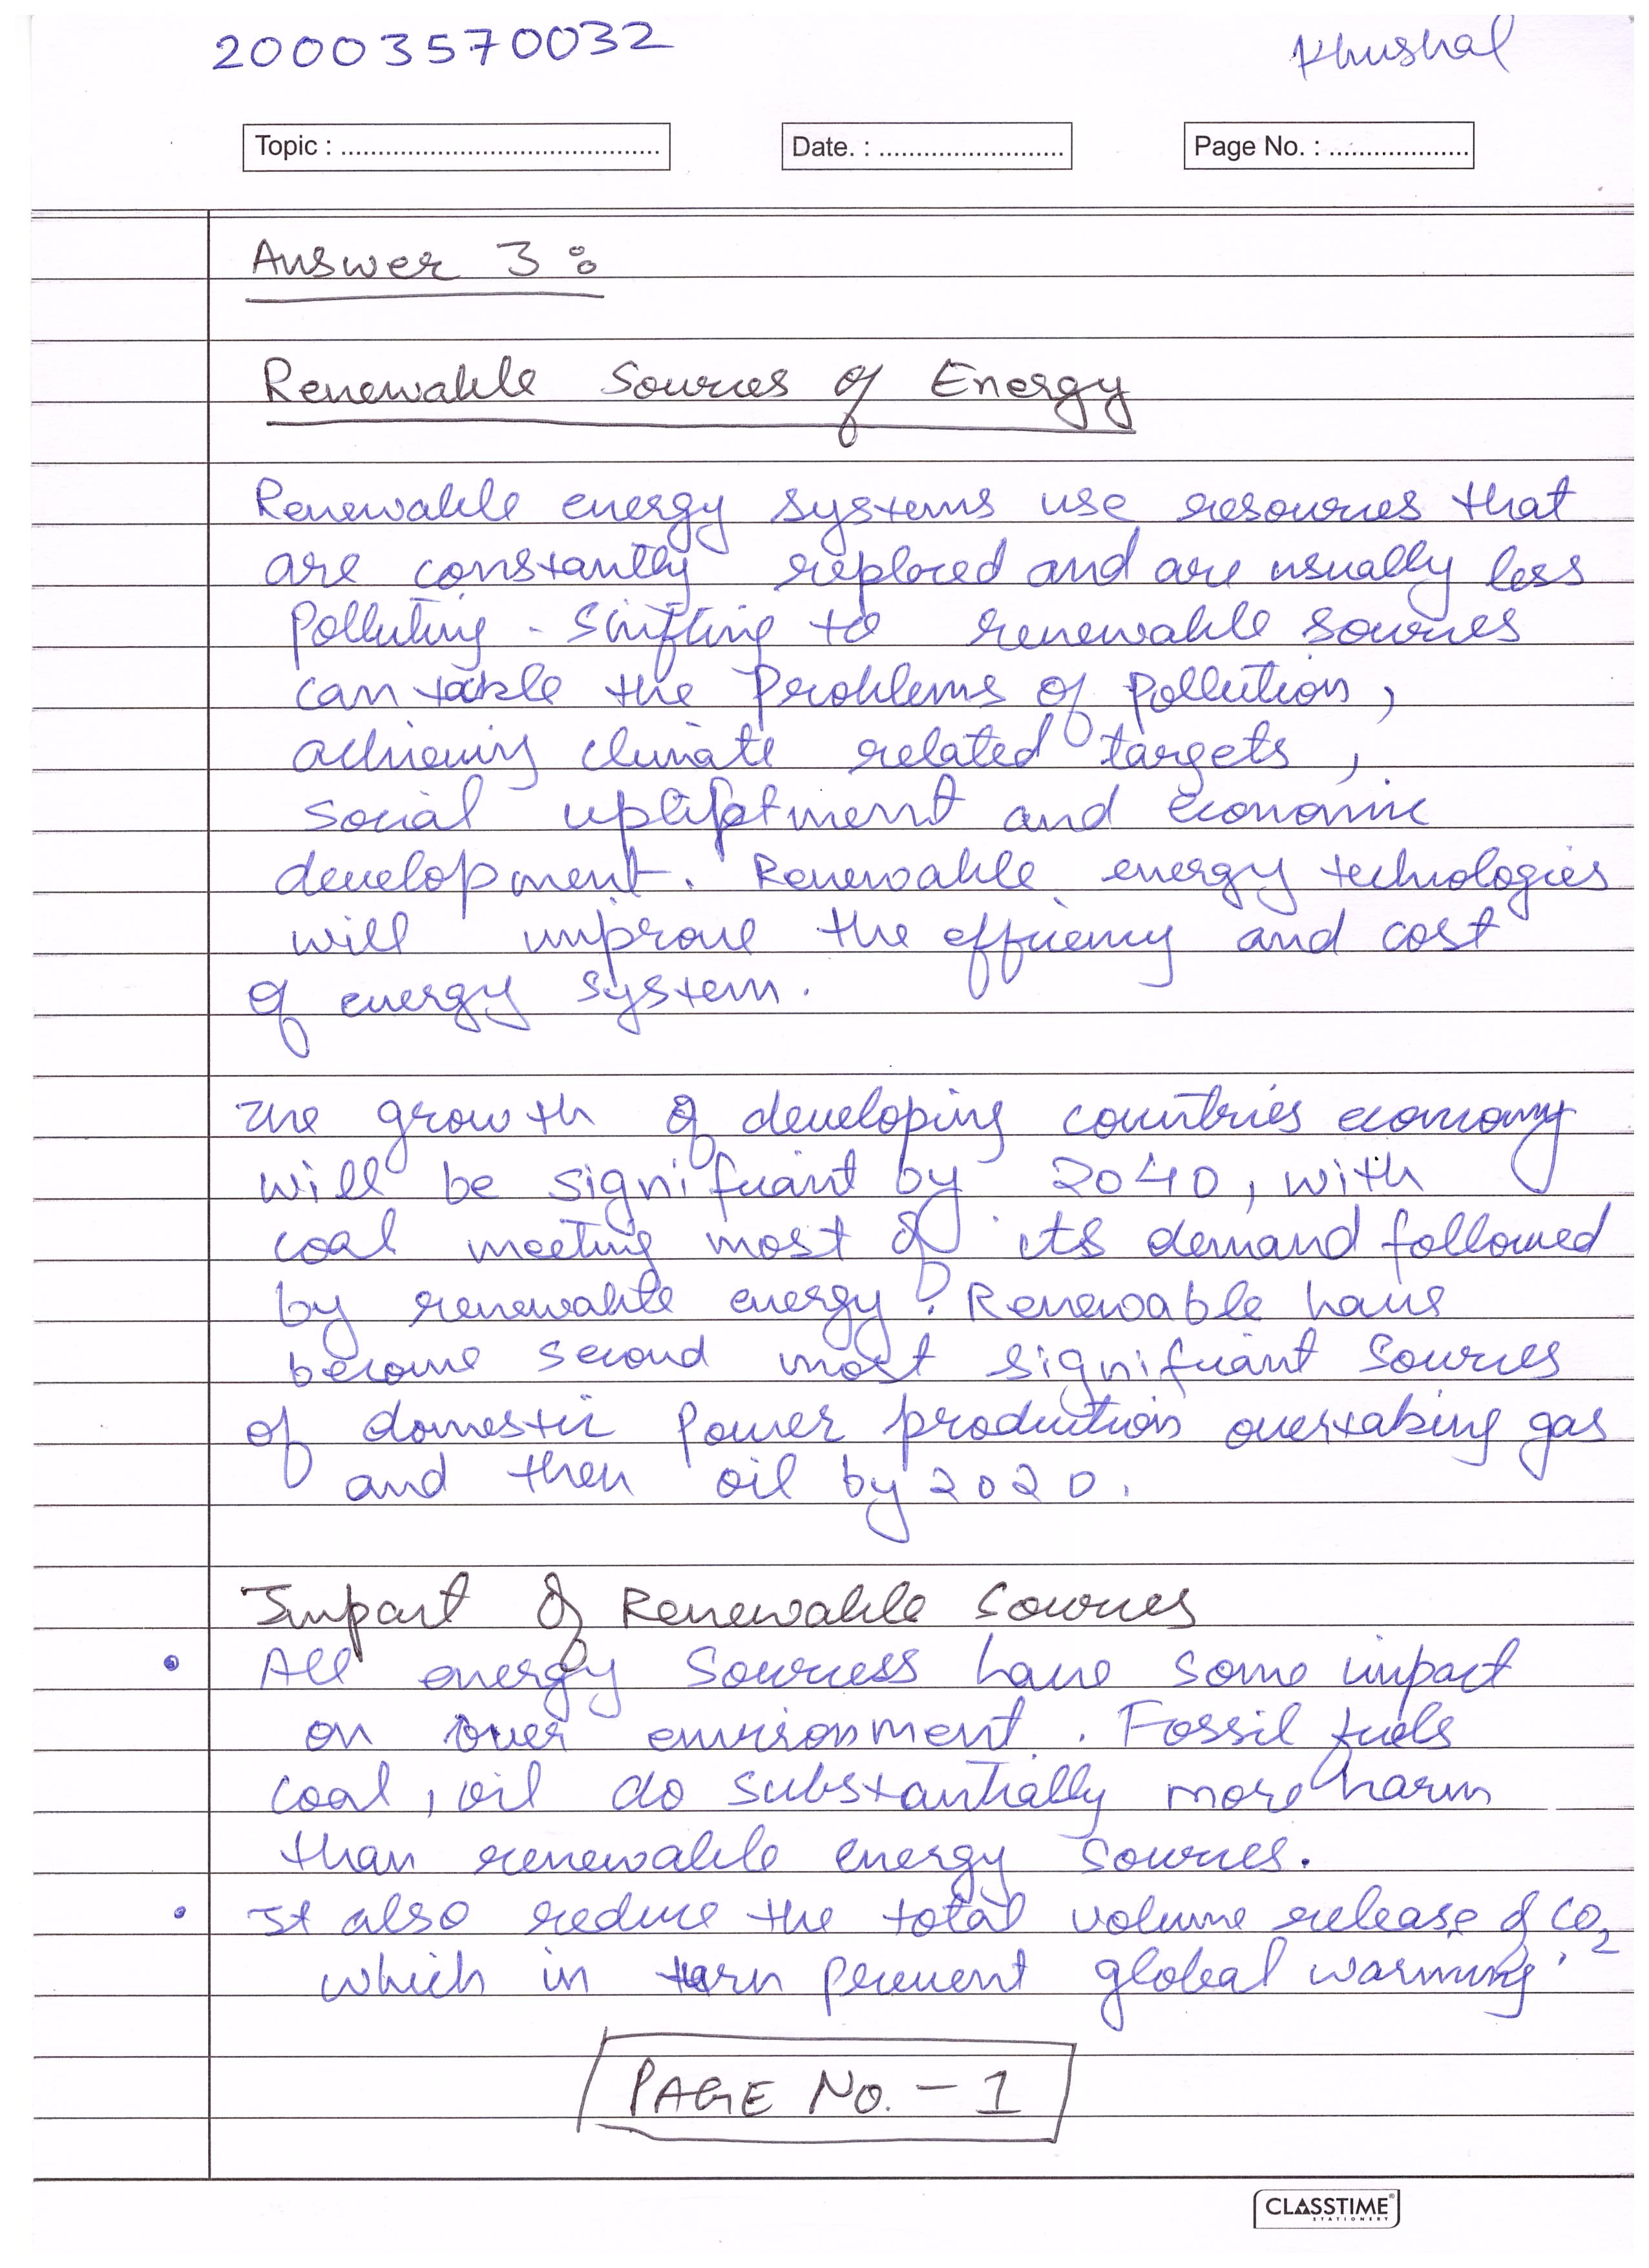 20003570032 Khushal
Topic : ........................................ Date. : ........................ Page No. : ..................
Answer 3 :
Renewable Sources of Energy
Renewable energy systems use resources that
are constantly replaced and are usually less
polluting. Shifting to renewable sources
can tackle the Problems of pollution,
achieving climate related targets,
social upliftment and economic
development. Renewable energy technologies
will improve the efficiency and cost
of energy system.
The growth of developing countries economy
will be significant by 2040, with
coal meeting most of its demand followed
by renewable energy. Renewable have
become second most significant sources
of domestic power production overtaking gas
and then oil by 2020.
Impact of Renewable Sources
• All energy Sourcess have some impact
on over environment. Fossil fuels
coal, oil do substantially more harm
than renewable energy sources.
• It also reduce the total volume release of CO2
which in turn prevent global warming.
PAGE NO. - 1
CLASSTIME
STATIONERY